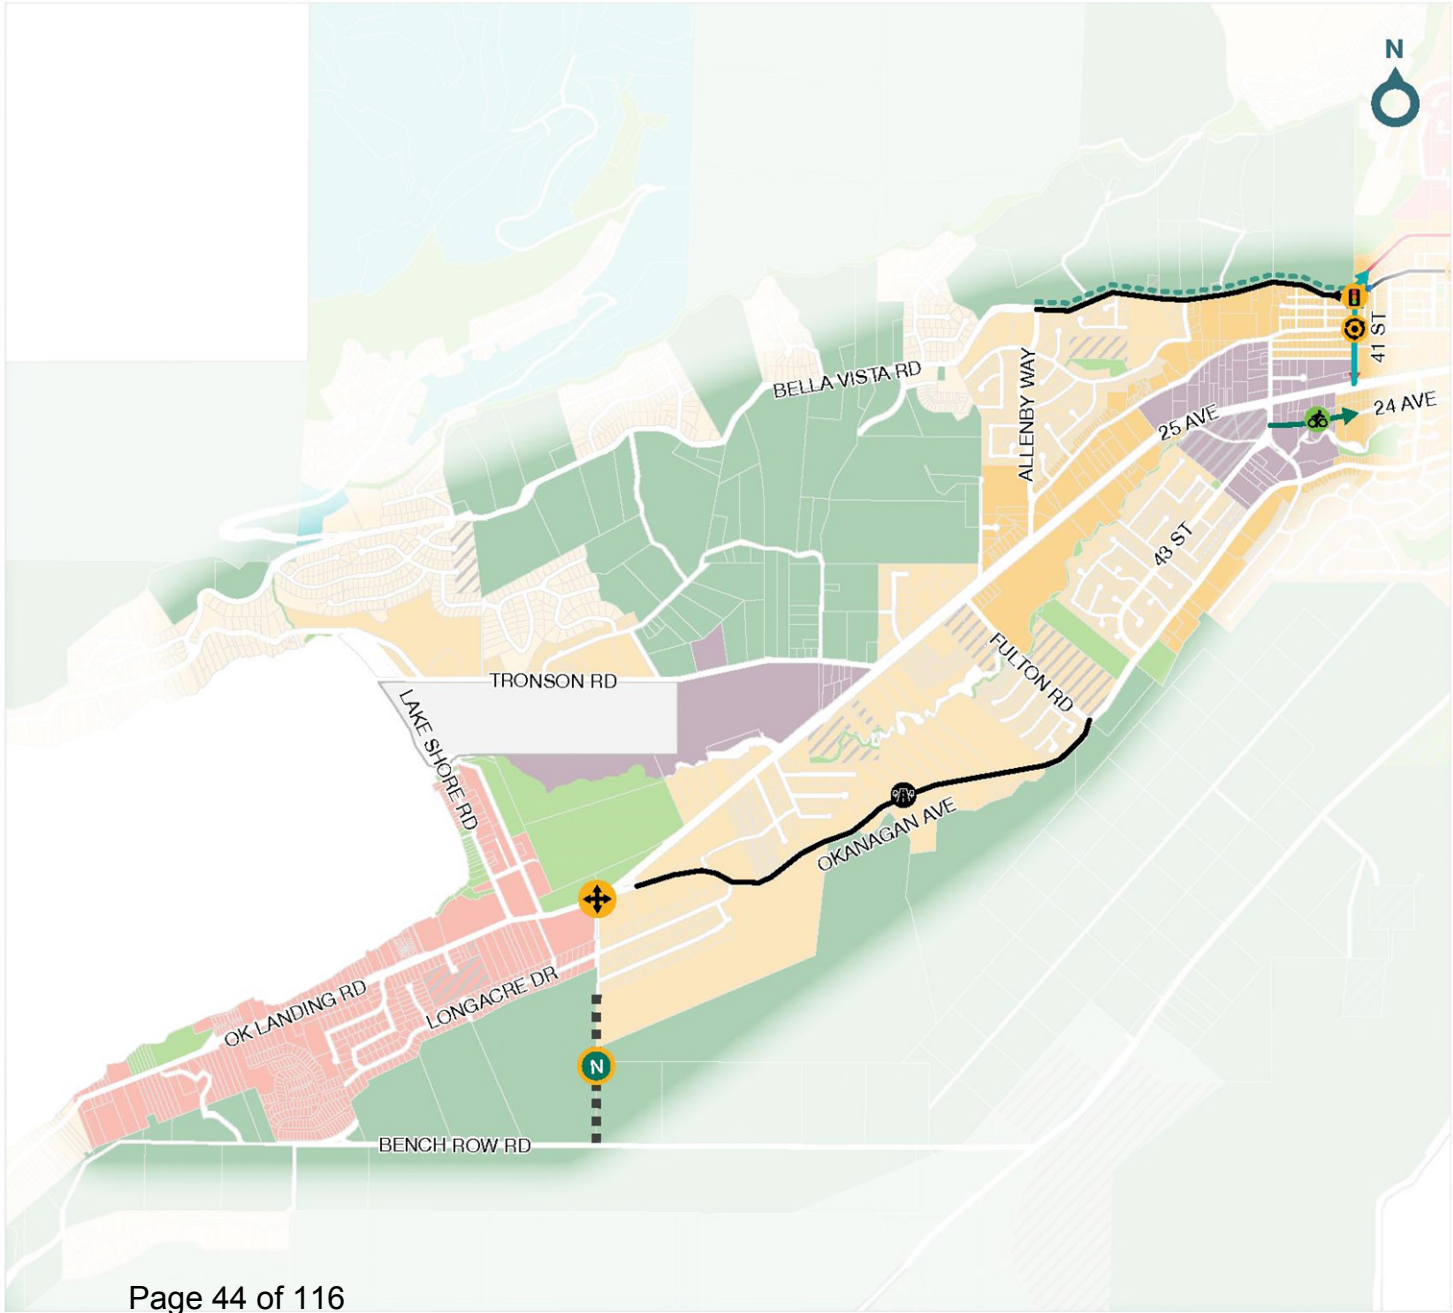 N
41 ST
BELLA VISTA RD
ALLENBY WAY
25 AVE
24 AVE
43 ST
FULTON RD
TRONSON RD
LAKE SHORE RD
OKANAGAN AVE
OK LANDING RD
LONGACRE DR
N
BENCH ROW RD
Page 44 of 116